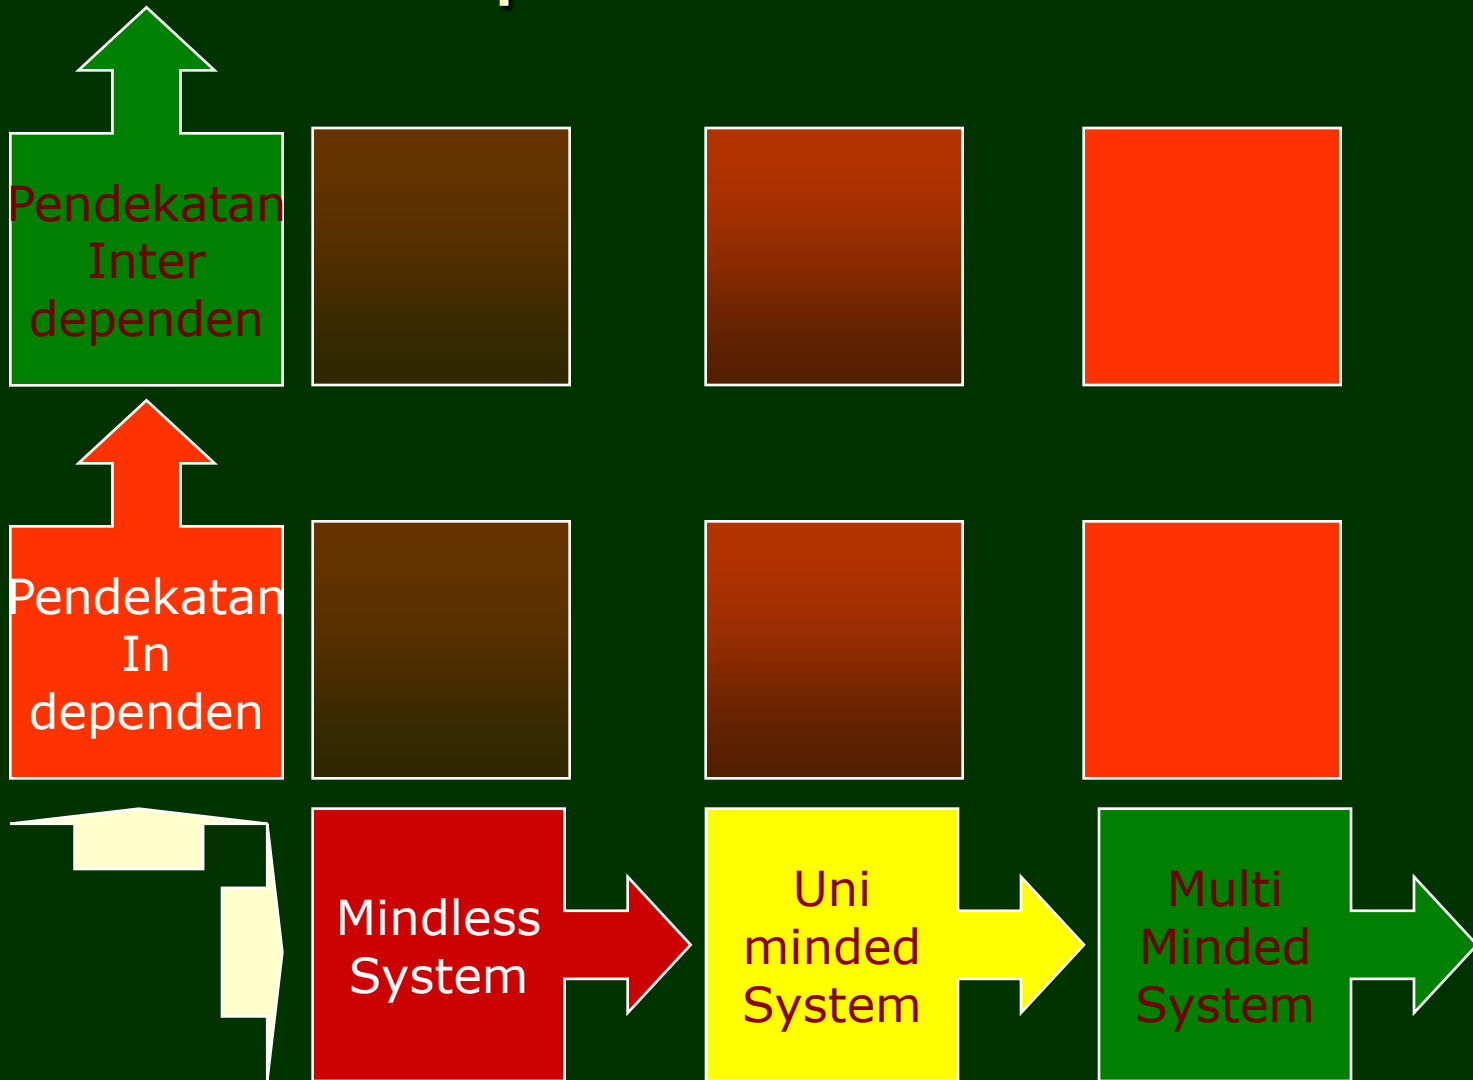 Pendekatan
Inter
dependen
Pendekatan
In
dependen
Mindless
System
Uni
minded
System
Multi
Minded
System